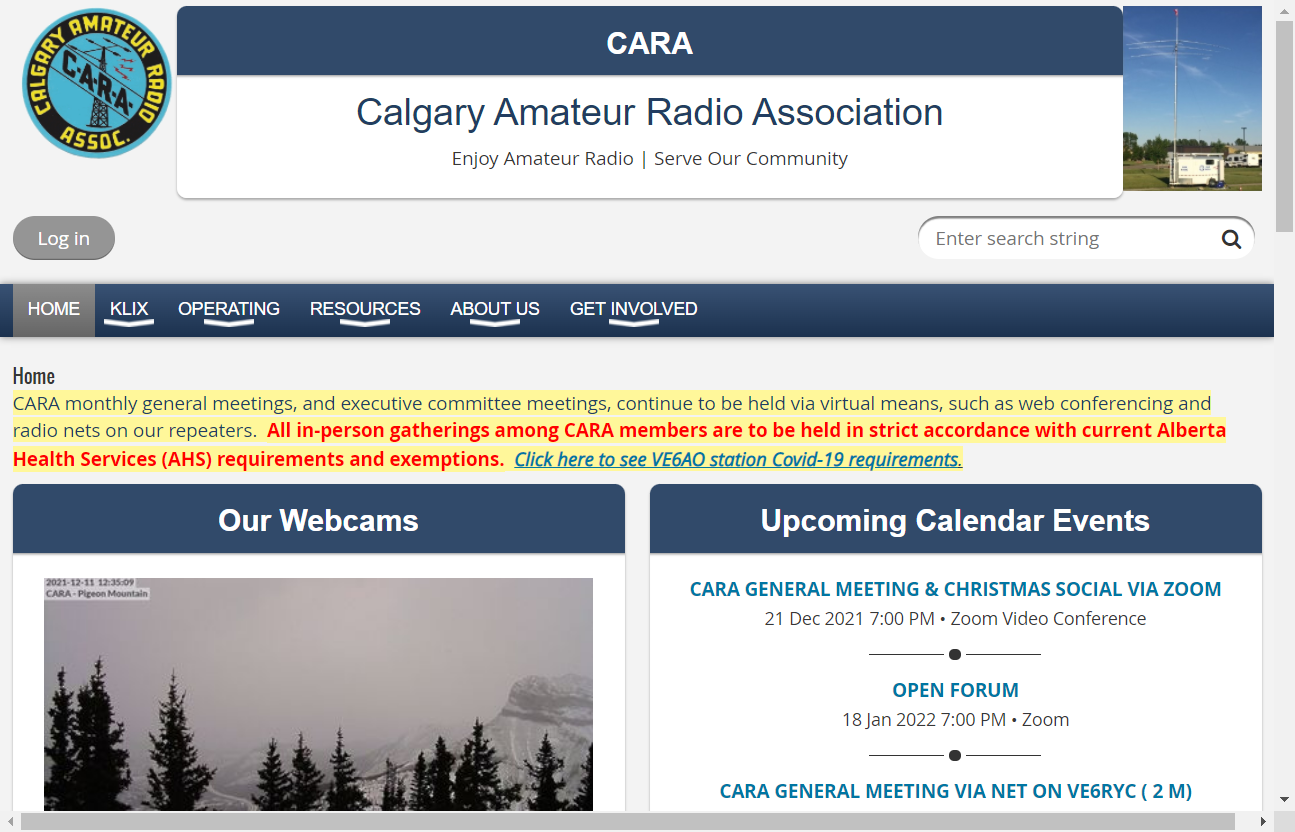 CALGARY AMATEUR RADIO
C-A-R-A-
ASSOC.
CARA
Calgary Amateur Radio Association
Enjoy Amateur Radio | Serve Our Community
Log in
Enter search string
HOME
KLIX
OPERATING
RESOURCES
ABOUT US
GET INVOLVED
Home
CARA monthly general meetings, and executive committee meetings, continue to be held via virtual means, such as web conferencing and
radio nets on our repeaters. All in-person gatherings among CARA members are to be held in strict accordance with current Alberta
Health Services (AHS) requirements and exemptions. Click here to see VE6AO station Covid-19 requirements.
Our Webcams
2021-12-11 12:35:09
CARA - Pigeon Mountain
Upcoming Calendar Events
CARA GENERAL MEETING & CHRISTMAS SOCIAL VIA ZOOM
21 Dec 2021 7:00 PM • Zoom Video Conference
OPEN FORUM
18 Jan 2022 7:00 PM • Zoom
CARA GENERAL MEETING VIA NET ON VE6RYC ( 2 M)